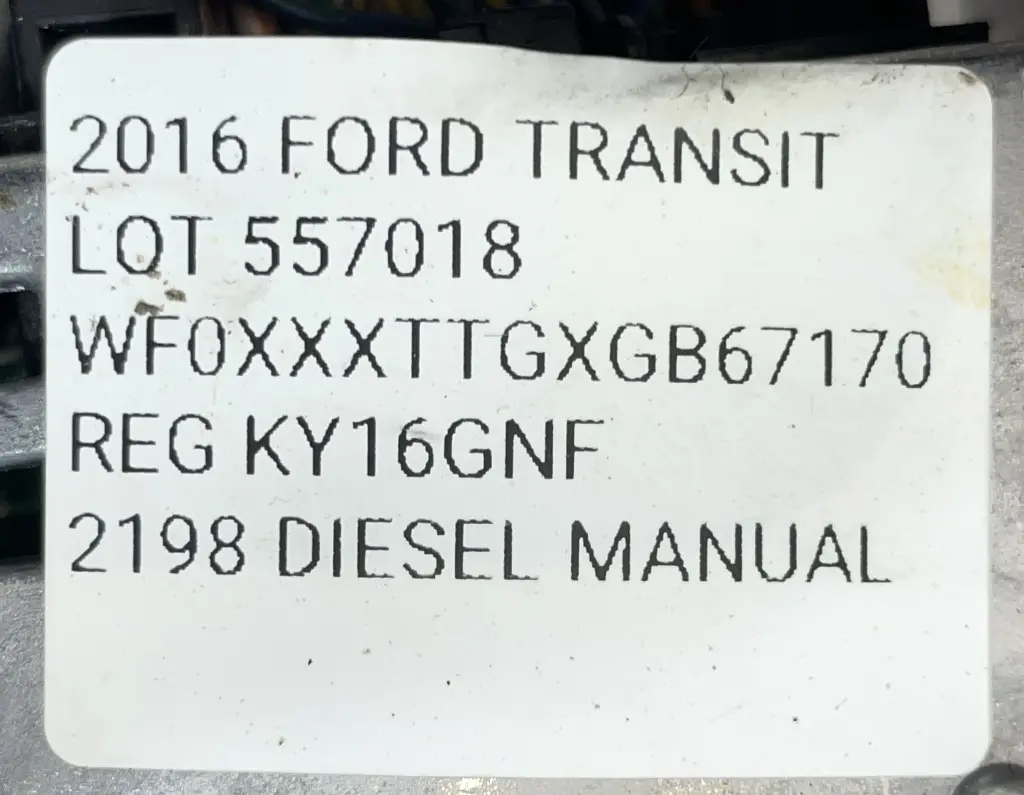 2016 FORD TRANSIT
LOT 557018
WF0XXXTTGXGB67170
REG KY16GNF
2198 DIESEL MANUAL